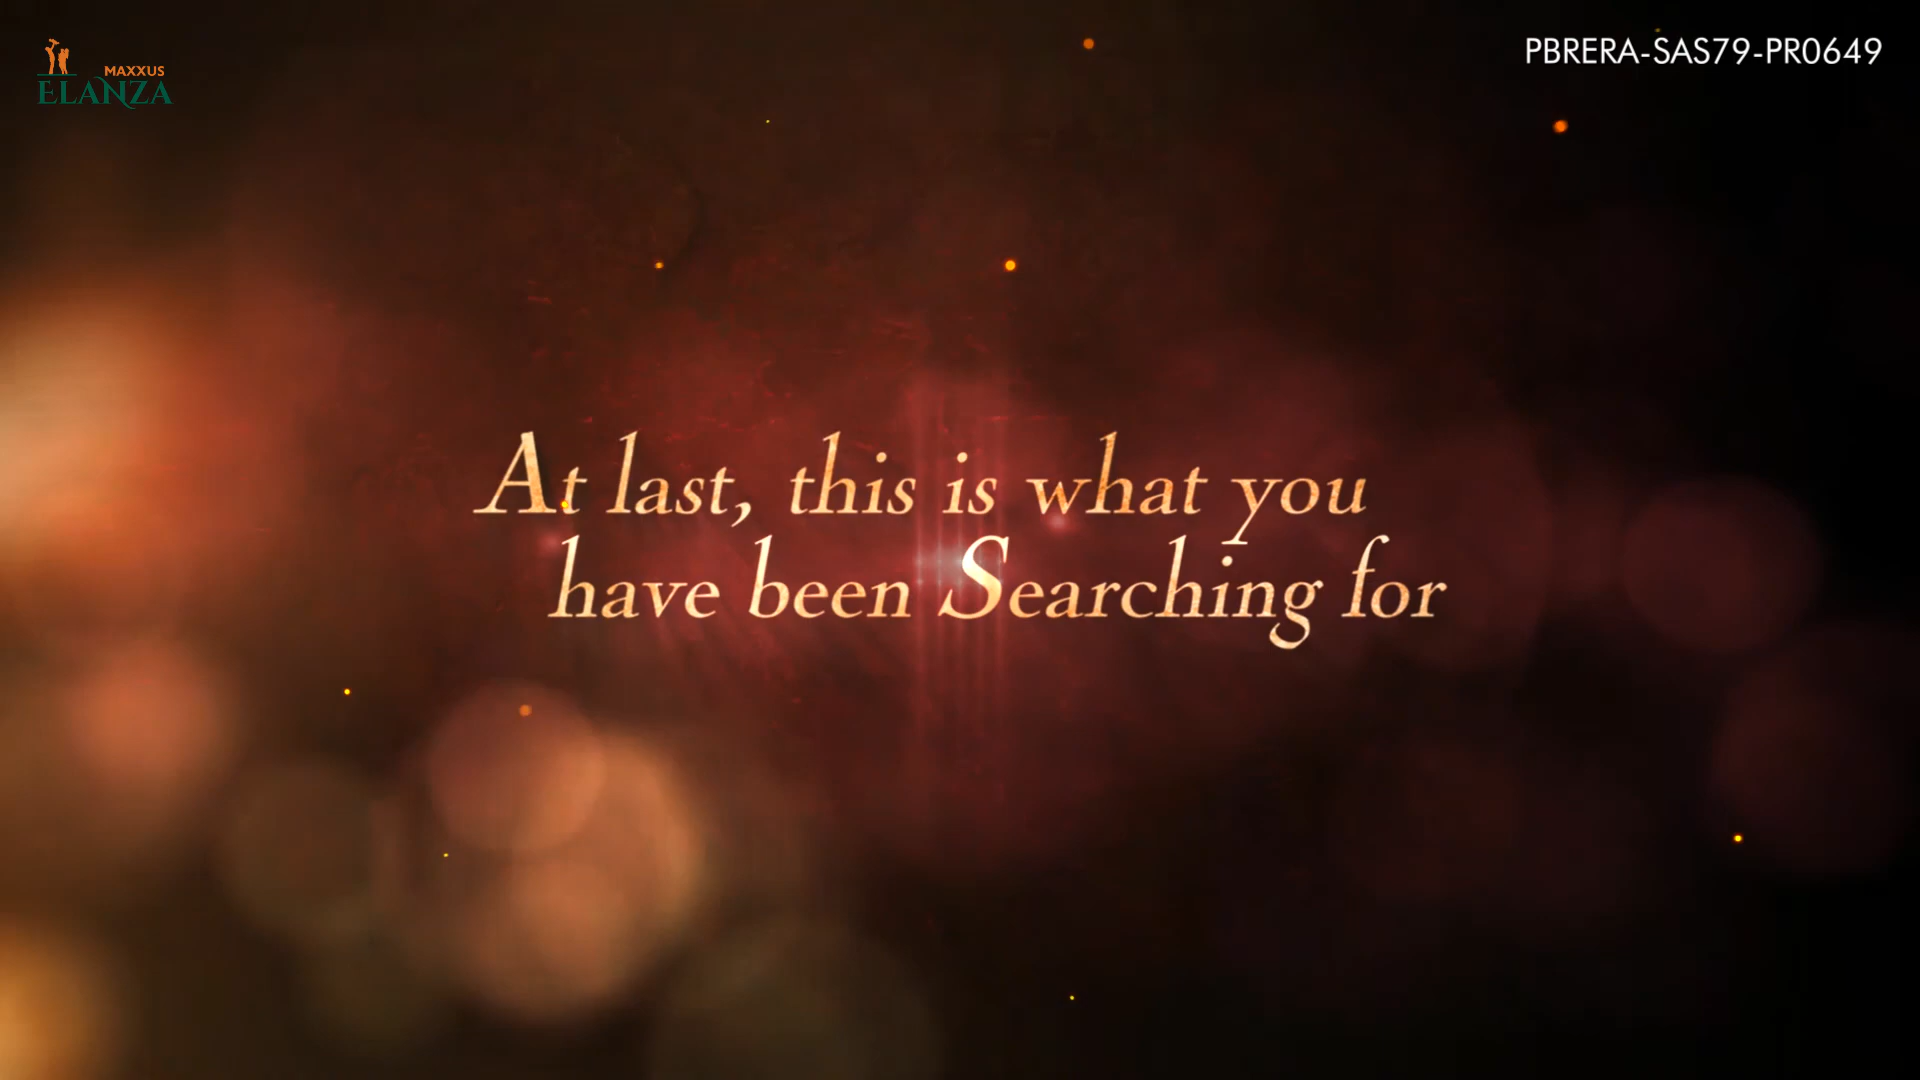 MAXXUS
ELANZA
PBRERA-SAS79-PR0649
At last, this is what you
have been Searching for